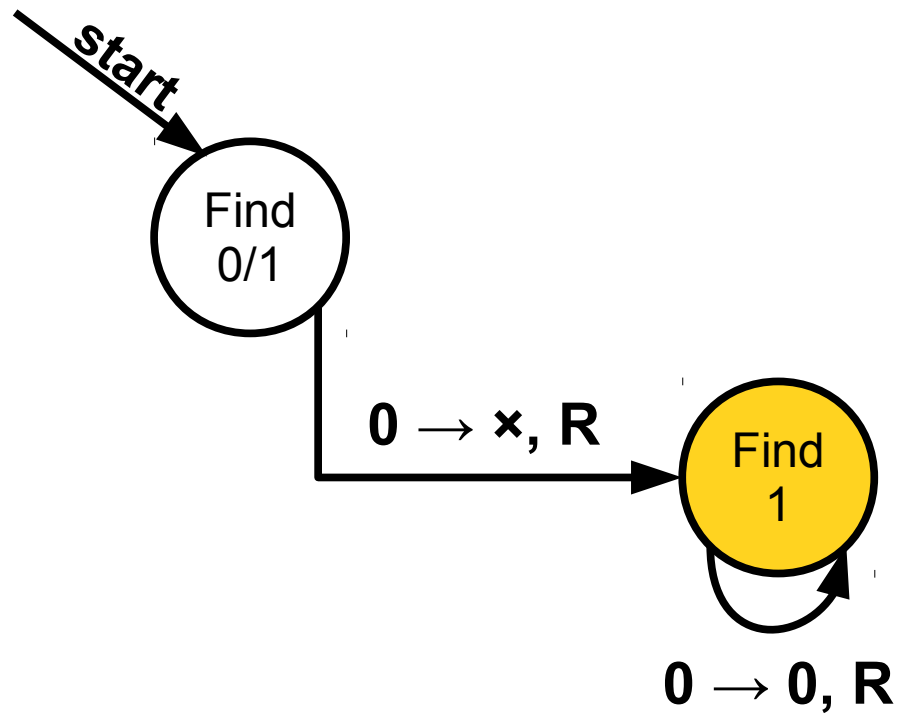 start
Find
0/1
0 → ×, R
Find
1
0 → 0, R